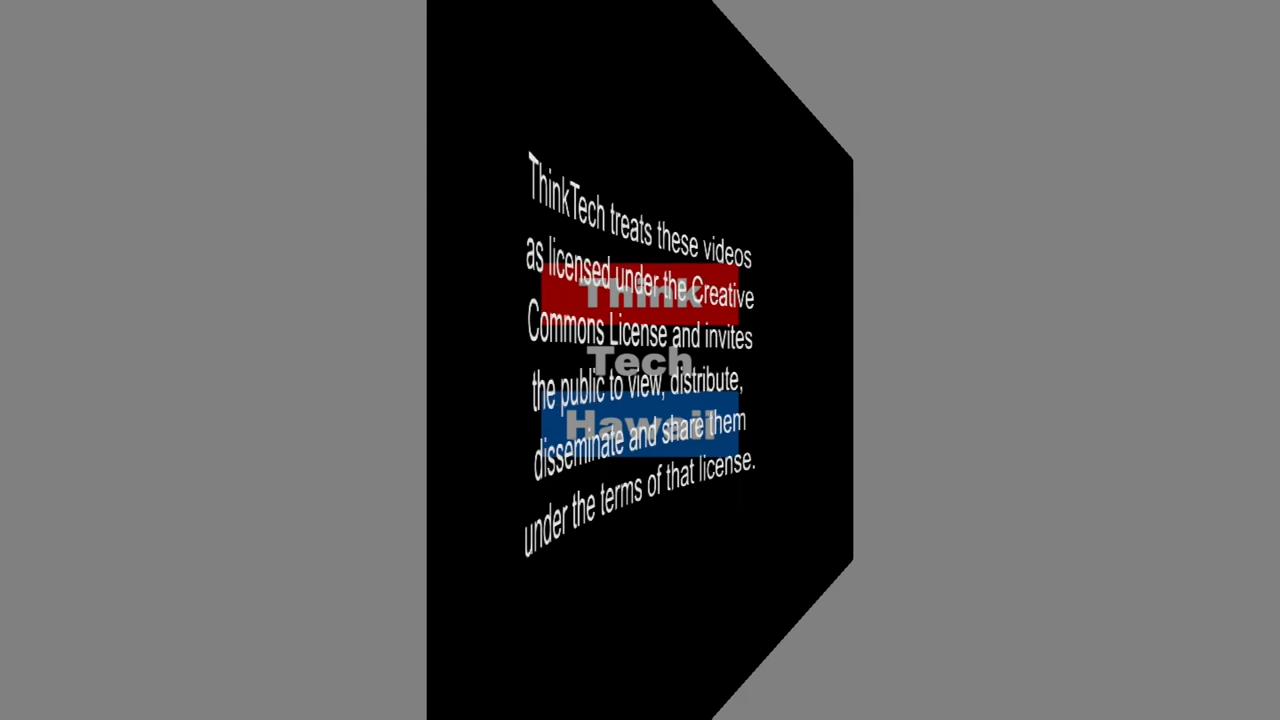 ThinkTech treats these videos
as licensed under the Creative
Commons License and invites
the public to view, distribute,
disseminate and share them
under the terms of that license.
Think
Tech
Hawaii